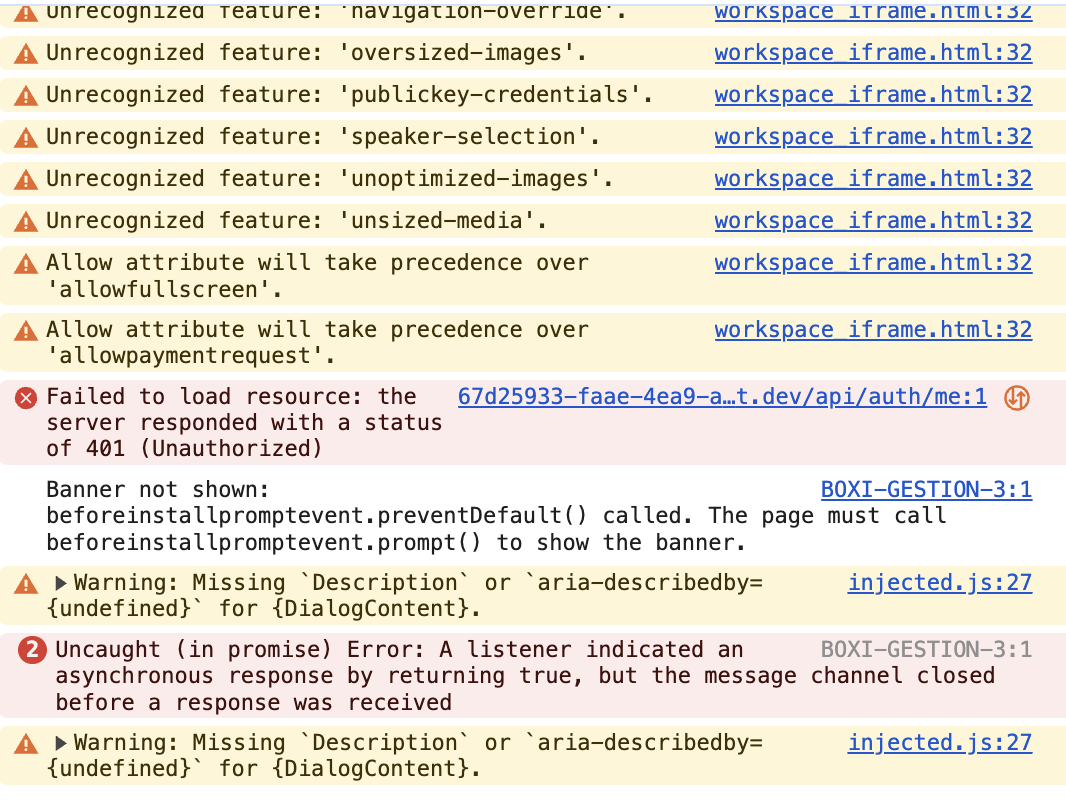 Unrecognized feature: 'navigation-override'. workspace_iframe.html:32
Unrecognized feature: 'oversized-images'. workspace_iframe.html:32
Unrecognized feature: 'publickey-credentials'. workspace_iframe.html:32
Unrecognized feature: 'speaker-selection'. workspace_iframe.html:32
Unrecognized feature: 'unoptimized-images'. workspace_iframe.html:32
Unrecognized feature: 'unsized-media'. workspace_iframe.html:32
Allow attribute will take precedence over workspace_iframe.html:32
'allowfullscreen'.
Allow attribute will take precedence over workspace_iframe.html:32
'allowpaymentrequest'.
Failed to load resource: the 67d25933-faae-4ea9-a…t.dev/api/auth/me:1
server responded with a status
of 401 (Unauthorized)
Banner not shown: BOXI-GESTION-3:1
beforeinstallpromptevent.preventDefault() called. The page must call
beforeinstallpromptevent.prompt() to show the banner.
Warning: Missing `Description` or `aria-describedby= injected.js:27
{undefined}` for {DialogContent}.
2 Uncaught (in promise) Error: A listener indicated an BOXI-GESTION-3:1
asynchronous response by returning true, but the message channel closed
before a response was received
Warning: Missing `Description` or `aria-describedby= injected.js:27
{undefined}` for {DialogContent}.